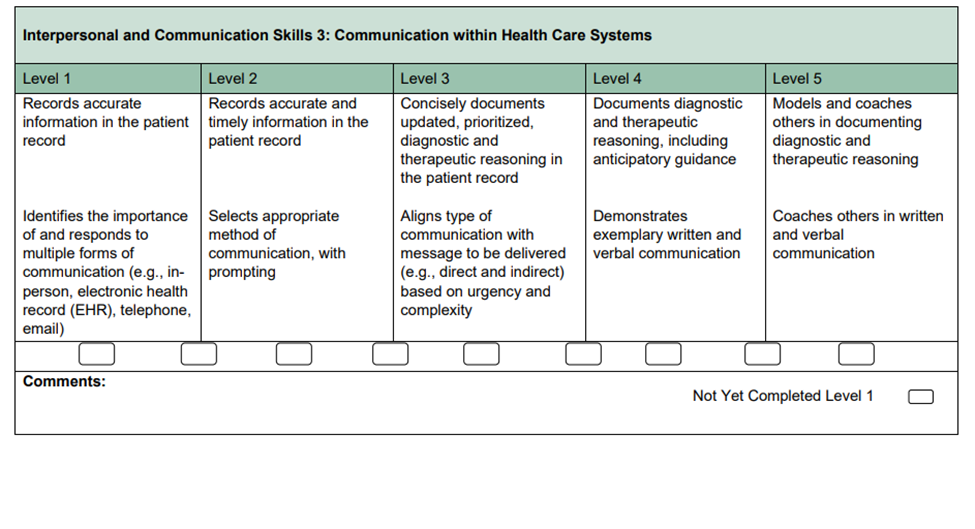 Interpersonal and Communication Skills 3: Communication within Health Care Systems
Level 1
Level 2
Level 3
Level 4
Level 5
Records accurate
information in the patient
record
Identifies the importance
of and responds to
multiple forms of
communication (e.g., in-
person, electronic health
record (EHR), telephone,
email)
Records accurate and
timely information in the
patient record
Selects appropriate
method of
communication, with
prompting
Concisely documents
updated, prioritized,
diagnostic and
therapeutic reasoning in
the patient record
Aligns type of
communication with
message to be delivered
(e.g., direct and indirect)
based on urgency and
complexity
Documents diagnostic
and therapeutic
reasoning, including
anticipatory guidance
Demonstrates
exemplary written and
verbal communication
Models and coaches
others in documenting
diagnostic and
therapeutic reasoning
Coaches others in written
and verbal
communication
Comments:
Not Yet Completed Level 1